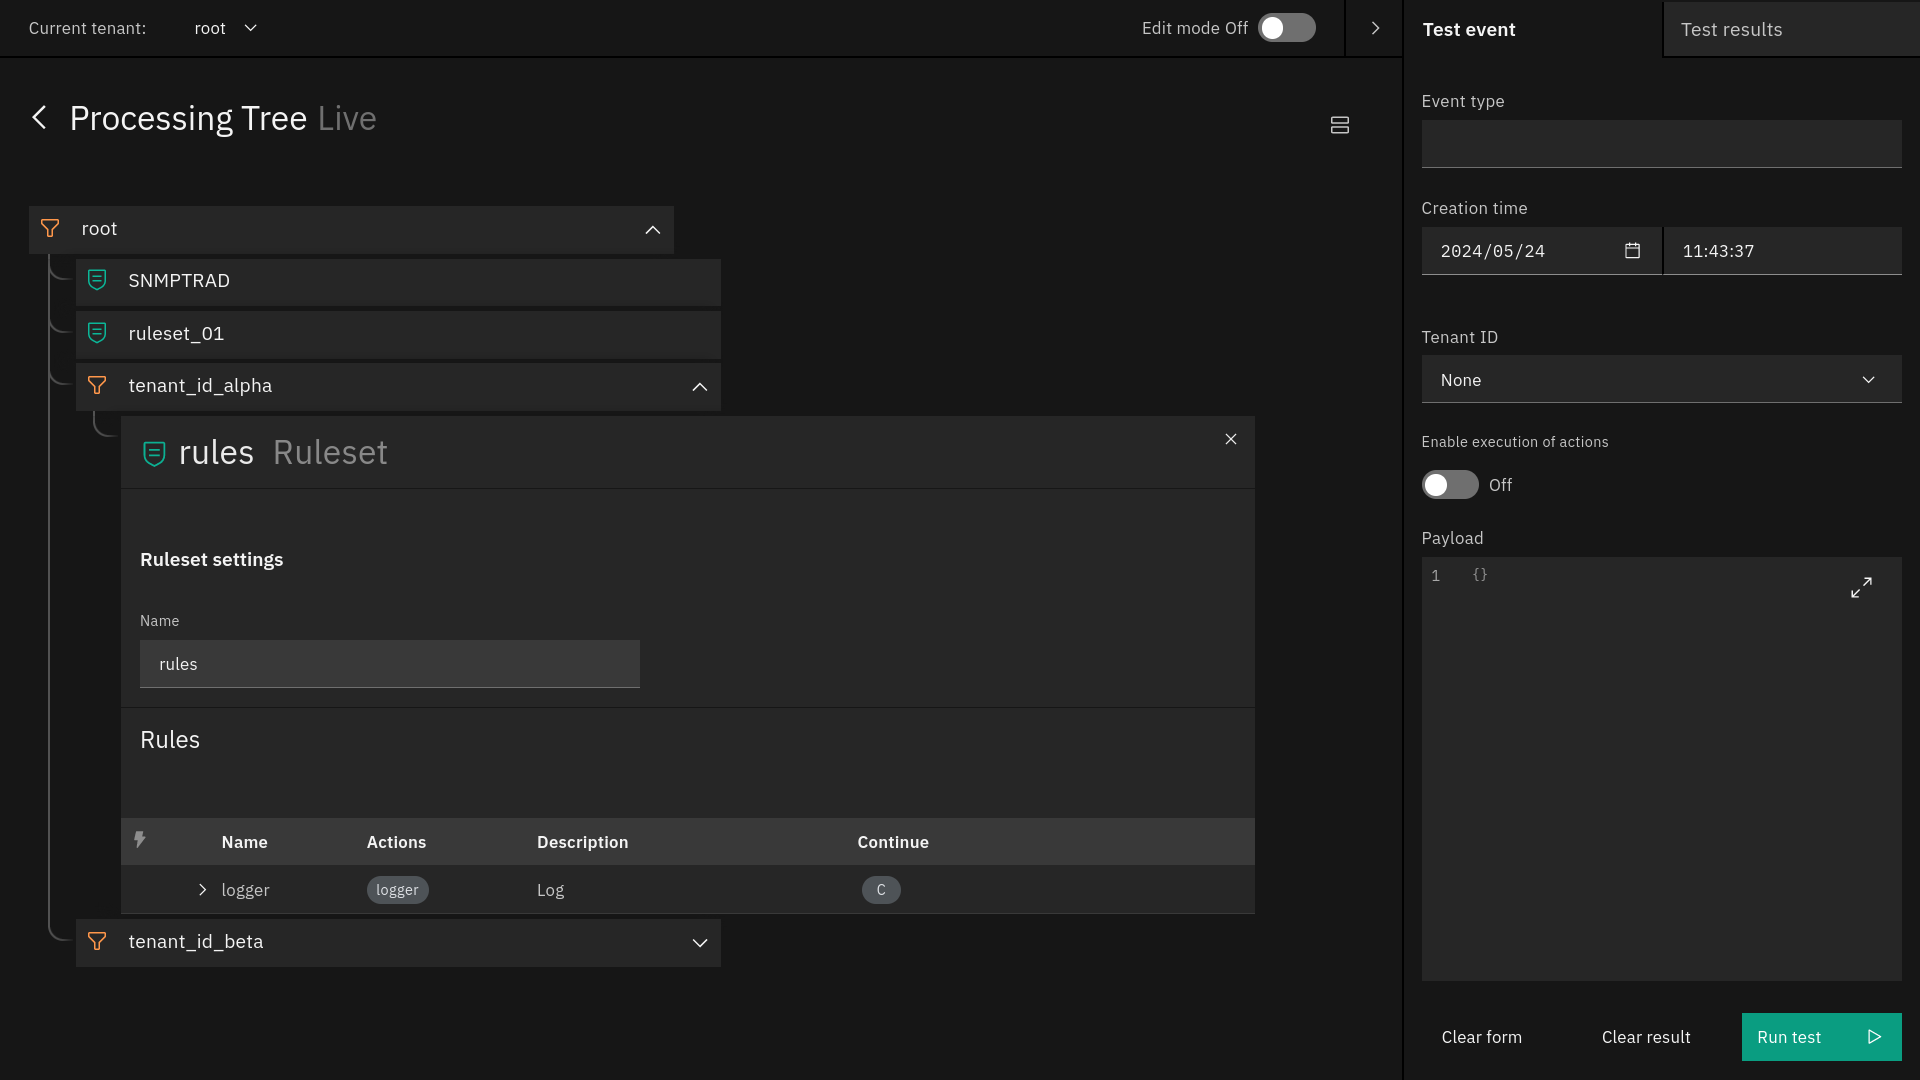 Current tenant: root
Edit mode Off
Processing Tree Live
root
SNMPTRAD
ruleset_01
tenant_id_alpha
rules Ruleset
Ruleset settings
Name
rules
Rules
Name Actions Description Continue
logger logger Log C
tenant_id_beta
Test event Test results
Event type
Creation time
2024/05/24 11:43:37
Tenant ID
None
Enable execution of actions
Off
Payload
1 {}
Clear form Clear result Run test